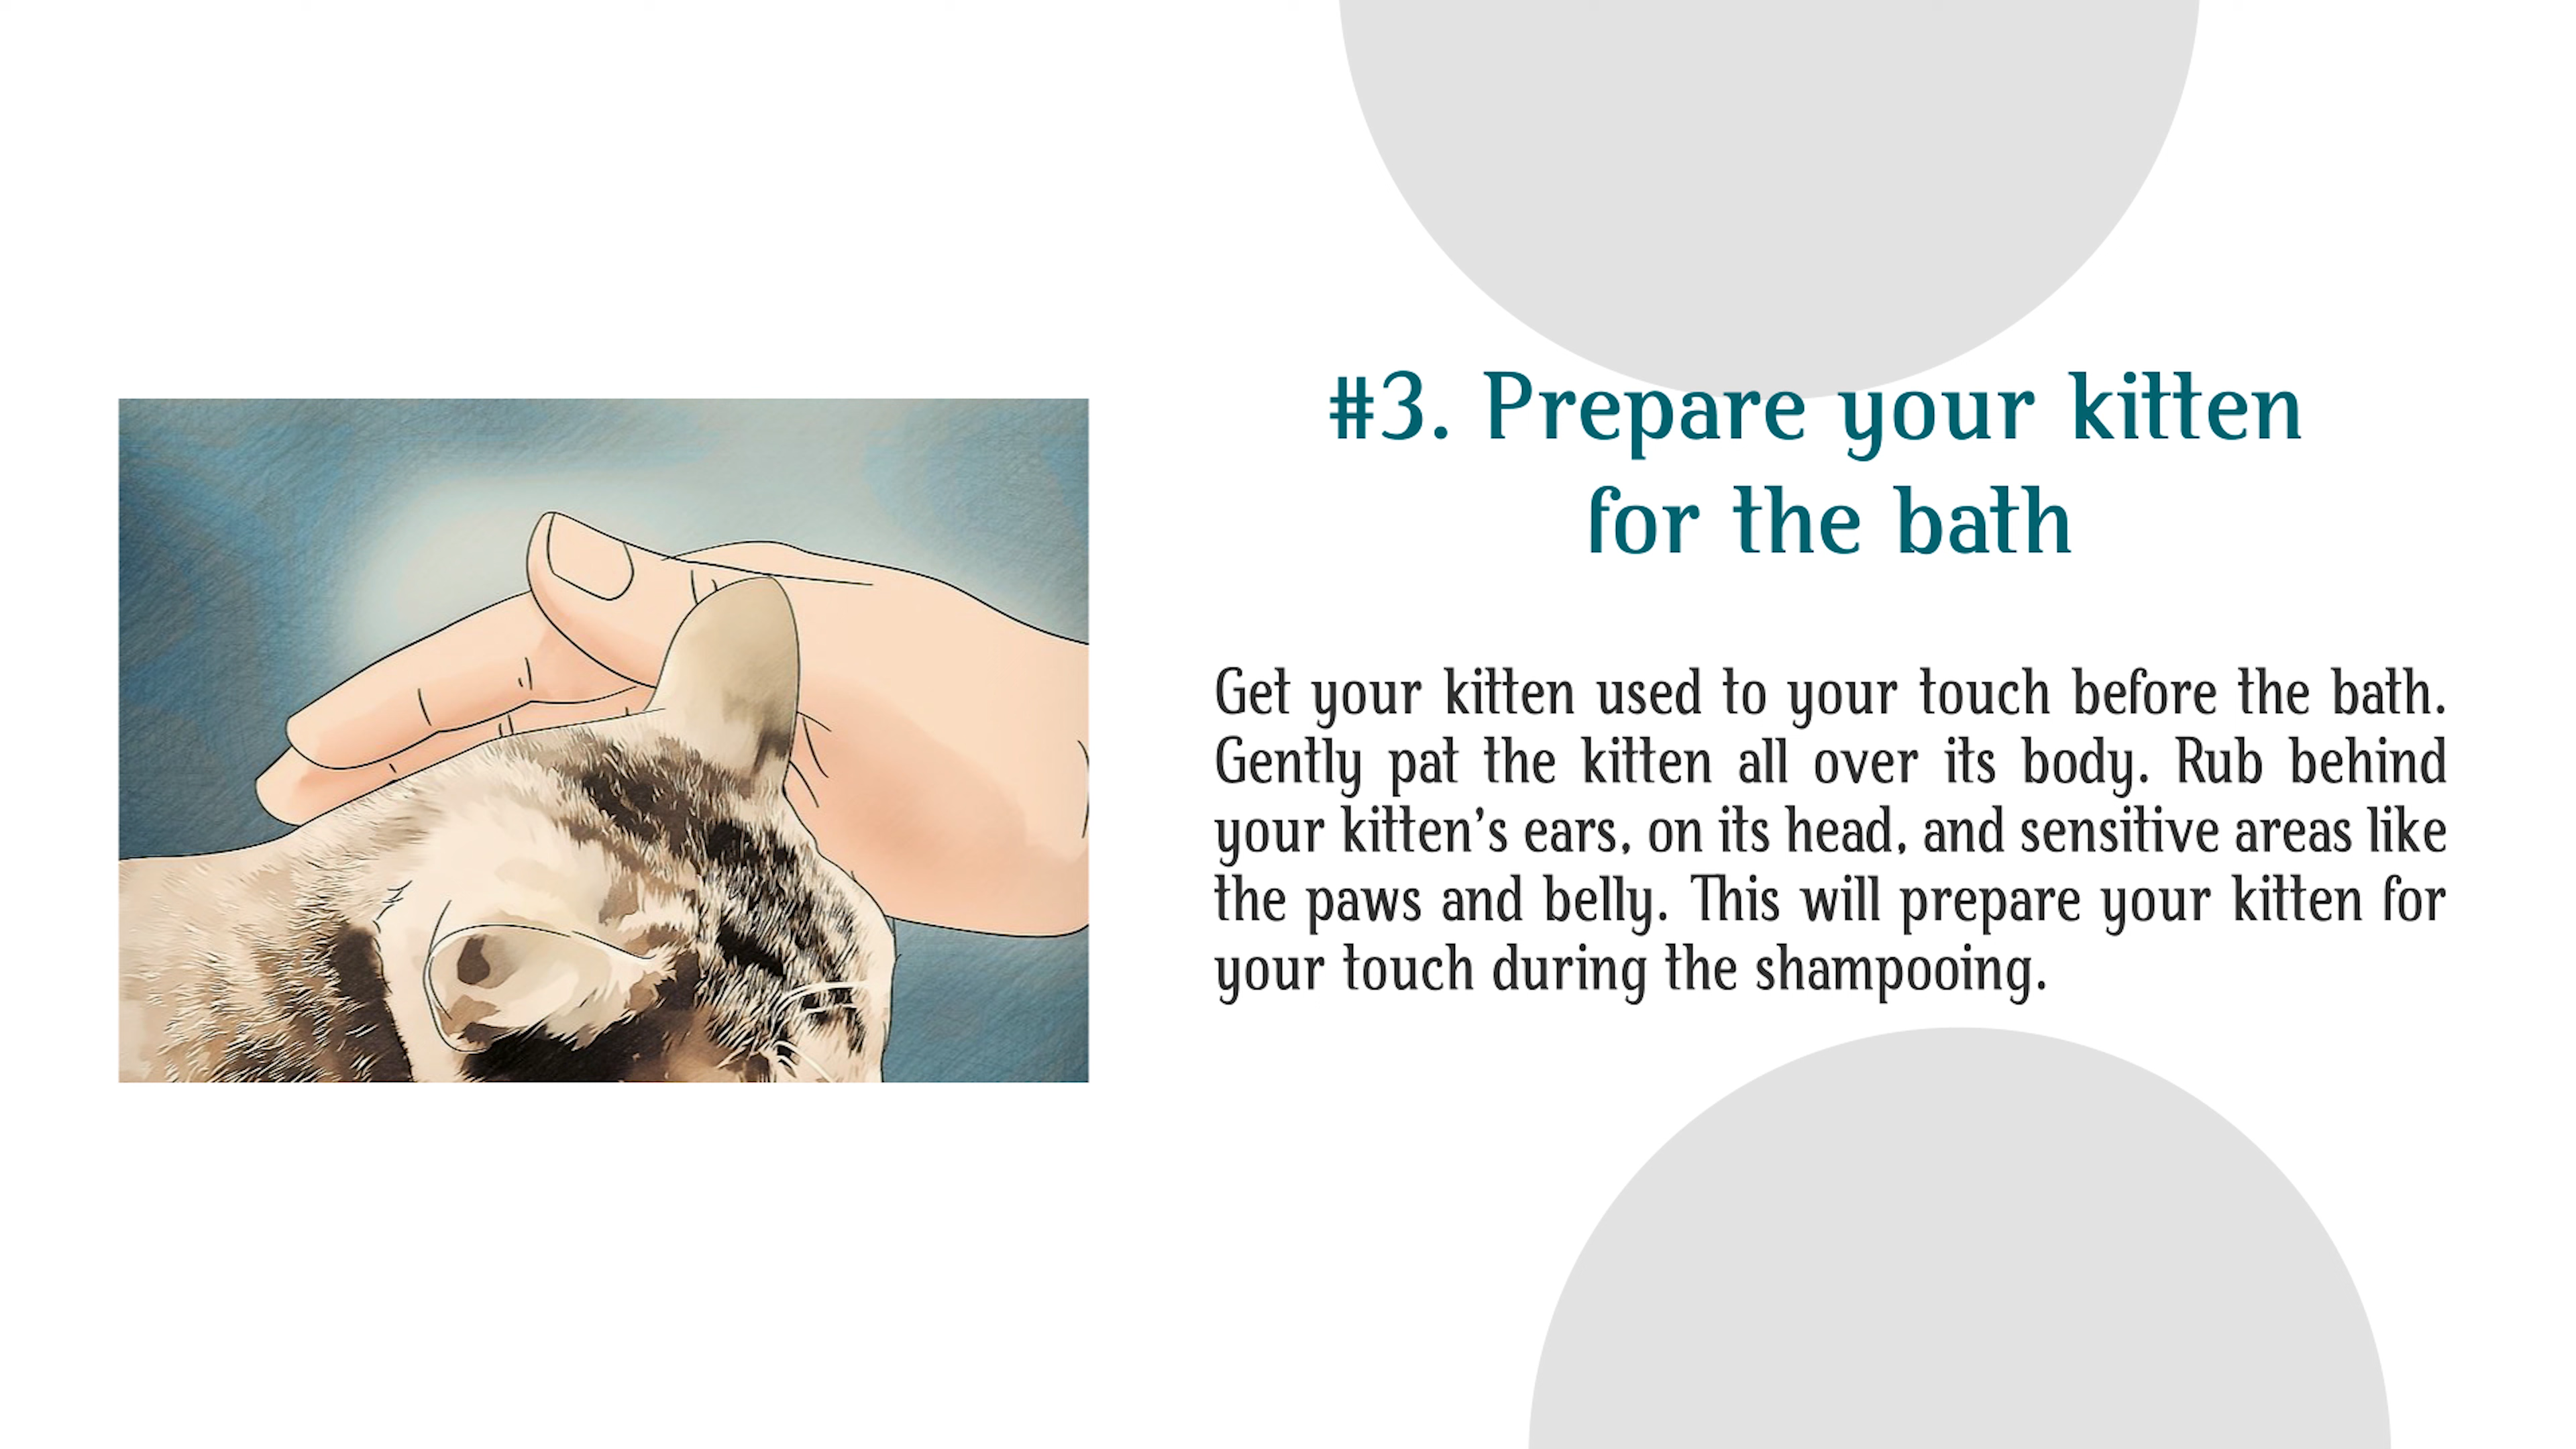 #3. Prepare your kitten
for the bath
Get your kitten used to your touch before the bath.
Gently pat the kitten all over its body. Rub behind
your kitten's ears, on its head, and sensitive areas like
the paws and belly. This will prepare your kitten for
your touch during the shampooing.